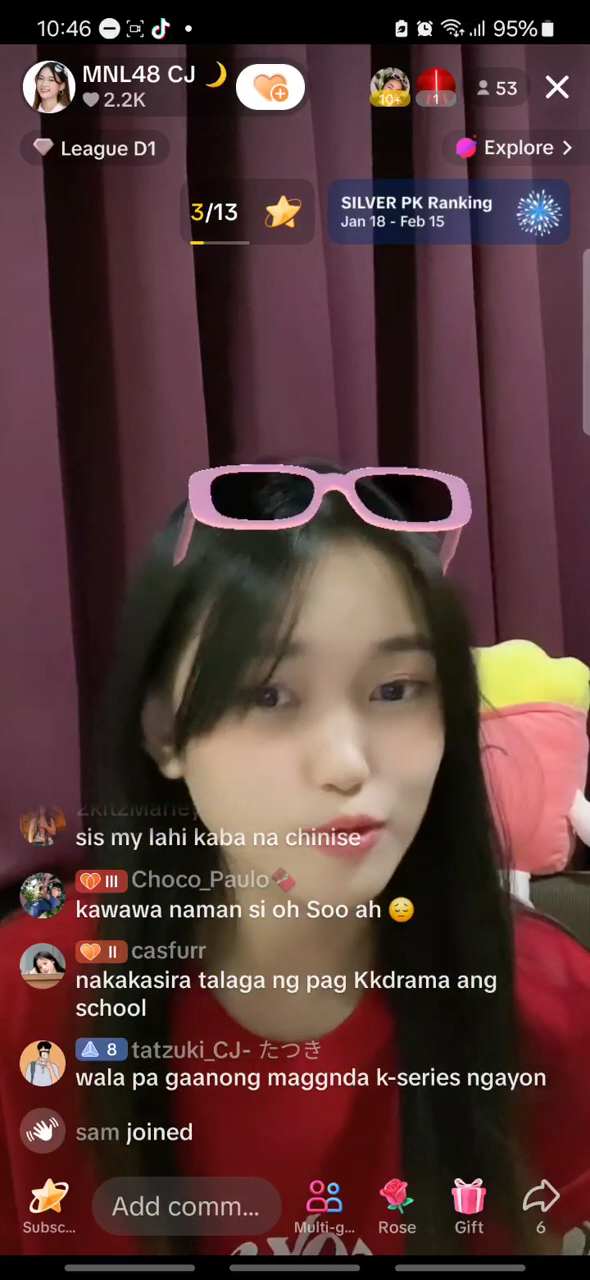 10:46
95%
MNL48 CJ 🌙
2.2K
10+
1
53
League D1
Explore >
3/13
SILVER PK Ranking
Jan 18 - Feb 15
sis my lahi kaba na chinise
III Choco_Paulo🍫
kawawa naman si oh Soo ah 😔
II casfurr
nakakasira talaga ng pag Kkdrama ang
school
8 tatzuki_CJ- たつき
wala pa gaanong maggnda k-series ngayon
sam joined
Add comm...
Subsc...
Multi-g...
Rose
Gift
6